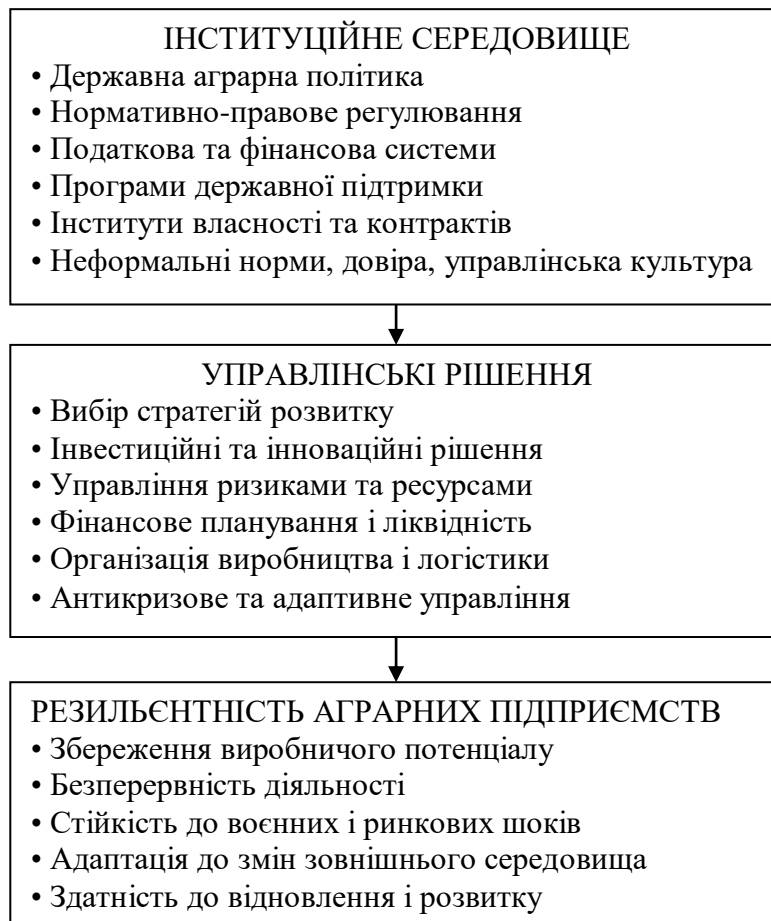 ІНСТИТУЦІЙНЕ СЕРЕДОВИЩЕ
• Державна аграрна політика
• Нормативно-правове регулювання
• Податкова та фінансова системи
• Програми державної підтримки
• Інститути власності та контрактів
• Неформальні норми, довіра, управлінська культура
УПРАВЛІНСЬКІ РІШЕННЯ
• Вибір стратегій розвитку
• Інвестиційні та інноваційні рішення
• Управління ризиками та ресурсами
• Фінансове планування і ліквідність
• Організація виробництва і логістики
• Антикризове та адаптивне управління
РЕЗИЛЬЄНТНІСТЬ АГРАРНИХ ПІДПРИЄМСТВ
• Збереження виробничого потенціалу
• Безперервність діяльності
• Стійкість до воєнних і ринкових шоків
• Адаптація до змін зовнішнього середовища
• Здатність до відновлення і розвитку